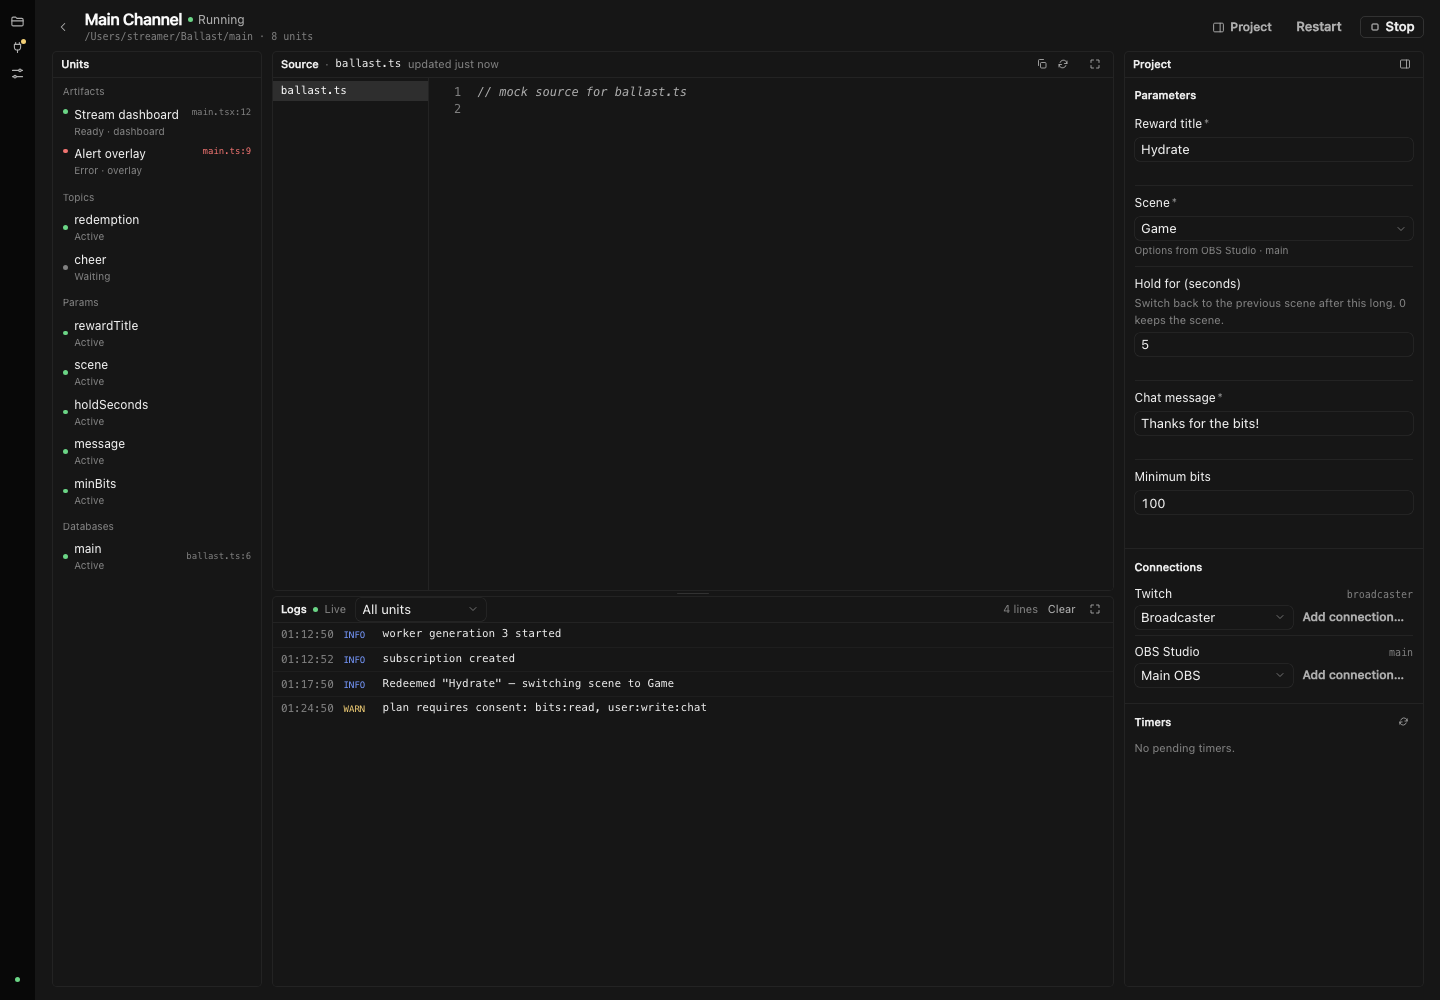 Main Channel Running
/Users/streamer/Ballast/main · 8 units
Project Restart Stop
Units
Artifacts
Stream dashboard main.tsx:12
Ready · dashboard
Alert overlay main.ts:9
Error · overlay
Topics
redemption
Active
cheer
Waiting
Params
rewardTitle
Active
scene
Active
holdSeconds
Active
message
Active
minBits
Active
Databases
main ballast.ts:6
Active
Source · ballast.ts updated just now
ballast.ts
1 // mock source for ballast.ts
2
Logs Live All units 4 lines Clear
01:12:50 INFO worker generation 3 started
01:12:52 INFO subscription created
01:17:50 INFO Redeemed "Hydrate" — switching scene to Game
01:24:50 WARN plan requires consent: bits:read, user:write:chat
Project
Parameters
Reward title *
Hydrate
Scene *
Game
Options from OBS Studio · main
Hold for (seconds)
Switch back to the previous scene after this long. 0
keeps the scene.
5
Chat message *
Thanks for the bits!
Minimum bits
100
Connections
Twitch broadcaster
Broadcaster Add connection...
OBS Studio main
Main OBS Add connection...
Timers
No pending timers.